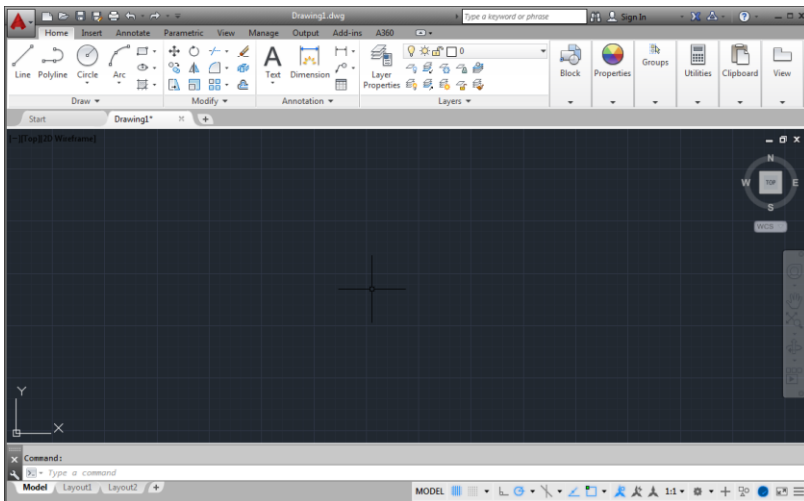 Drawing1.dwg Type a keyword or phrase Sign In
Home Insert Annotate Parametric View Manage Output Add-ins A360
Line Polyline Circle Arc Text Dimension Layer Properties 0 Block Properties Groups Utilities Clipboard View
Draw Modify Annotation Layers
Start Drawing1*
[−][Top][2D Wireframe]
N
W TOP E
S
WCS
Y
X
Command:
Type a command
Model Layout1 Layout2 MODEL 1:1